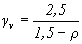 γᵥ = 2,5 / (1,5 − ρ)